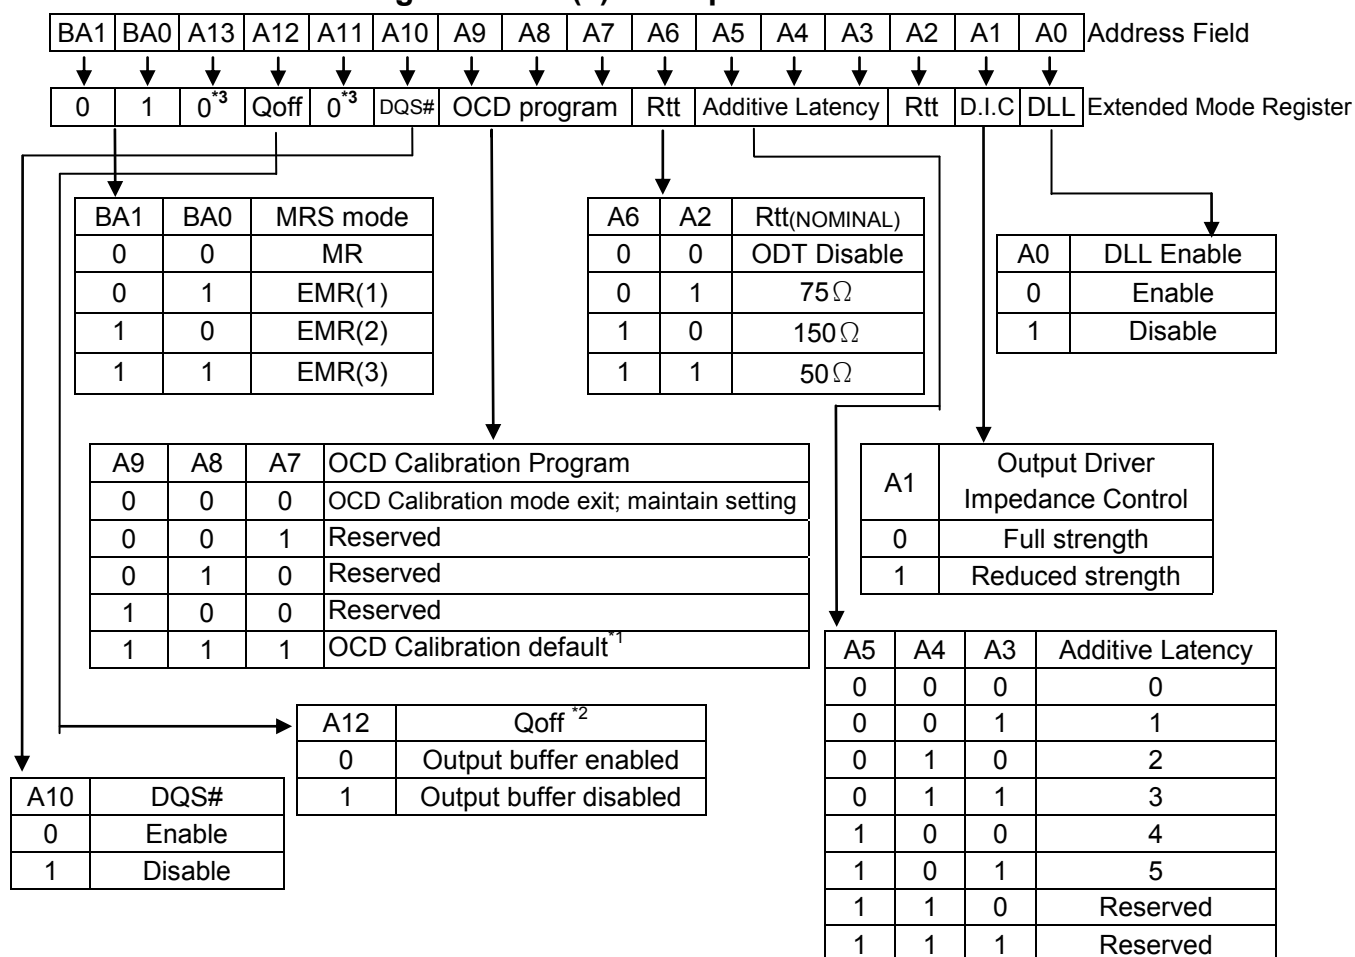 BA1 BA0 A13 A12 A11 A10 A9 A8 A7 A6 A5 A4 A3 A2 A1 A0 Address Field
0 1 0*3 Qoff 0*3 DQS# OCD program Rtt Additive Latency Rtt D.I.C DLL Extended Mode Register
BA1 BA0 MRS mode
0 0 MR
0 1 EMR(1)
1 0 EMR(2)
1 1 EMR(3)
A6 A2 Rtt(NOMINAL)
0 0 ODT Disable
0 1 75Ω
1 0 150Ω
1 1 50Ω
A0 DLL Enable
0 Enable
1 Disable
A9 A8 A7 OCD Calibration Program
0 0 0 OCD Calibration mode exit; maintain setting
0 0 1 Reserved
0 1 0 Reserved
1 0 0 Reserved
1 1 1 OCD Calibration default*1
A1 Output Driver
Impedance Control
0 Full strength
1 Reduced strength
A12 Qoff *2
0 Output buffer enabled
1 Output buffer disabled
A10 DQS#
0 Enable
1 Disable
A5 A4 A3 Additive Latency
0 0 0 0
0 0 1 1
0 1 0 2
0 1 1 3
1 0 0 4
1 0 1 5
1 1 0 Reserved
1 1 1 Reserved